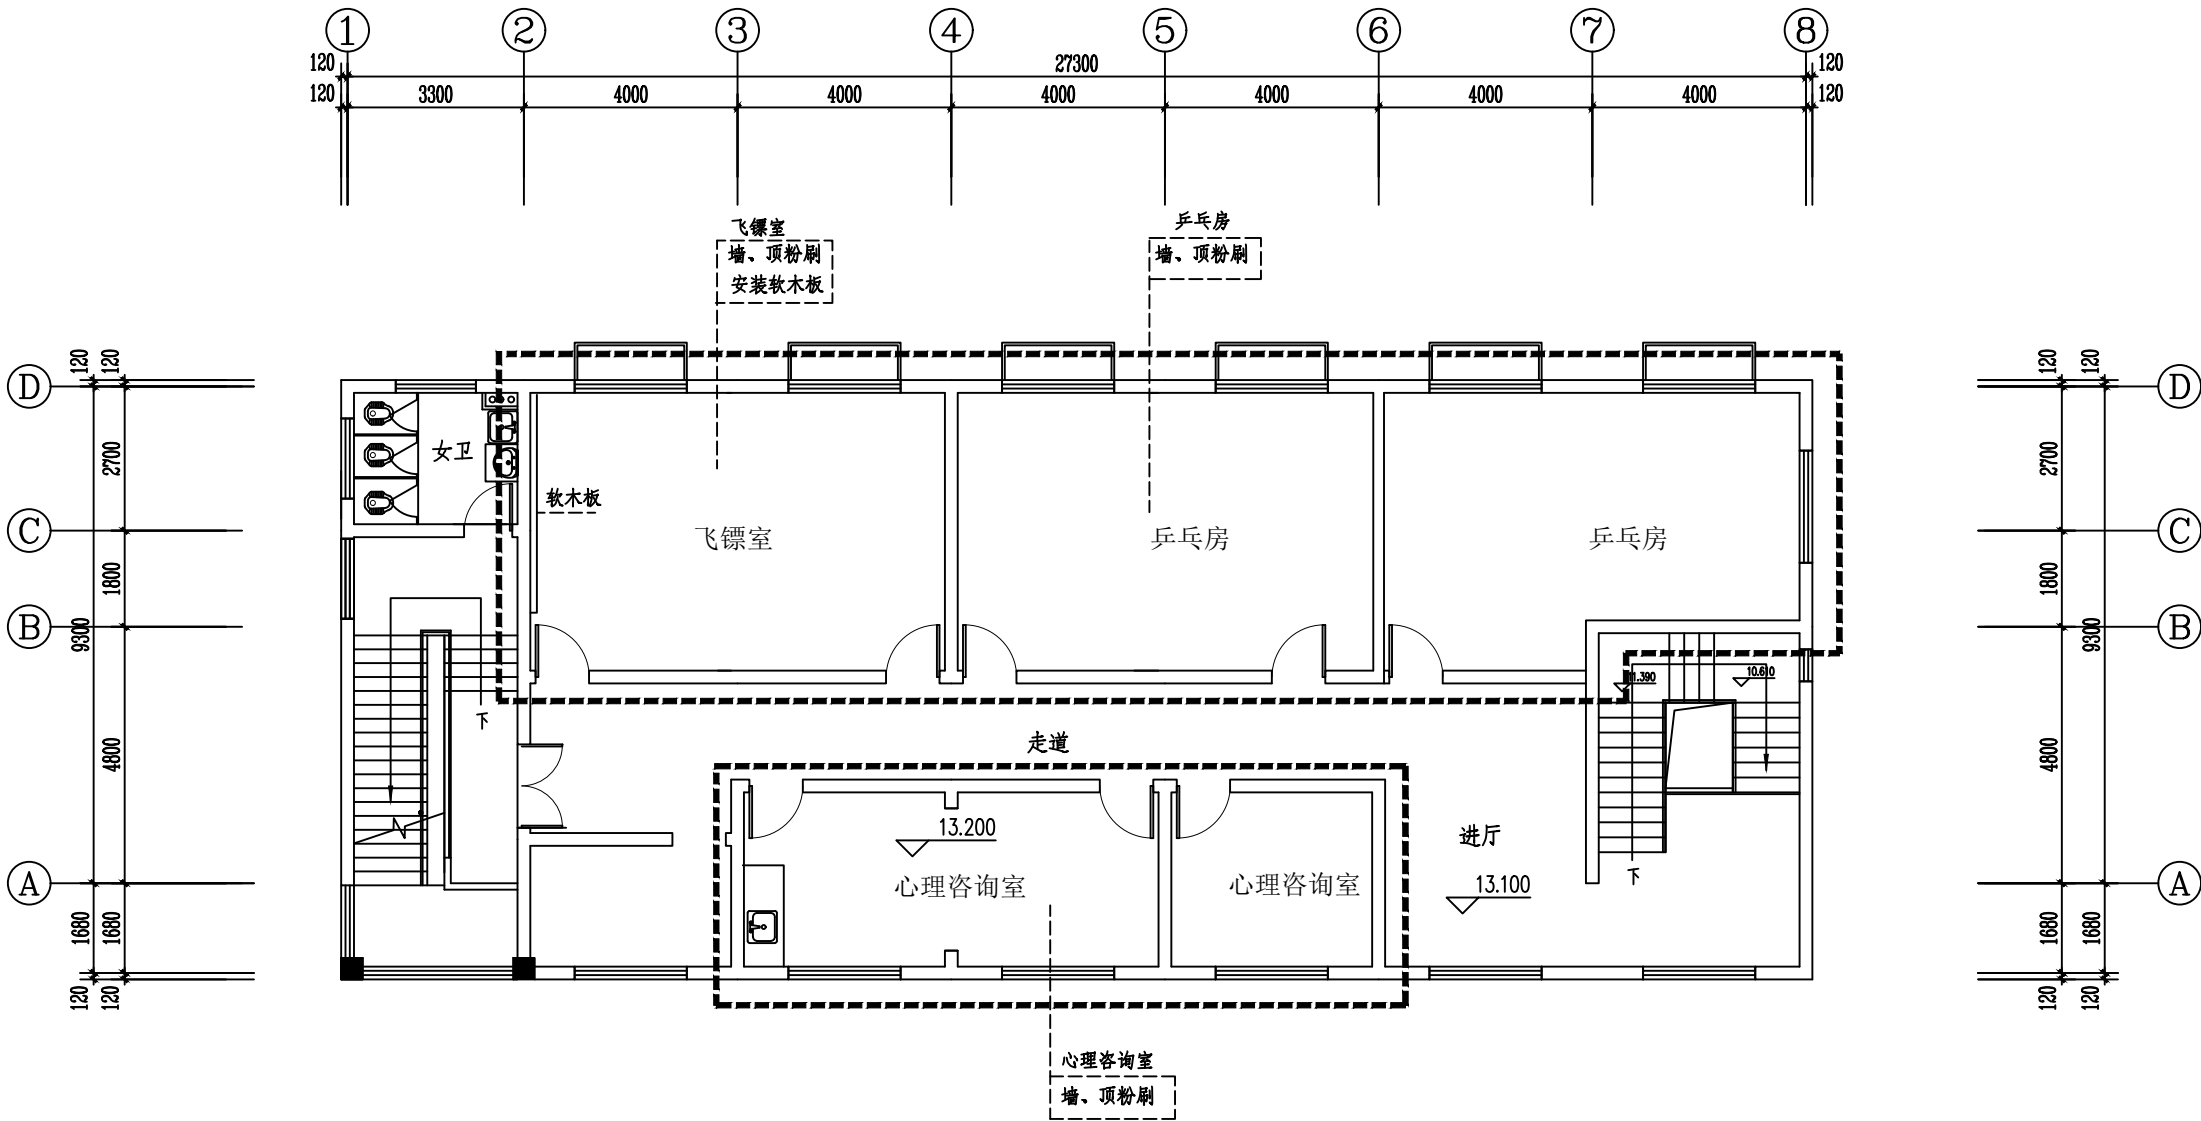 1 2 3 4 5 6 7 8
120 27300 120
120 3300 4000 4000 4000 4000 4000 4000 120
飞镖室
墙、顶粉刷
安装软木板
乒乓房
墙、顶粉刷
120 120 120 120
D D
女卫
2700 2700
软木板
C 飞镖室 乒乓房 乒乓房 C
1800 1800
B 9300 9300 B
11.390 10.610
下
走道
4800 4800
13.200
进厅
下
A 心理咨询室 心理咨询室 13.100 A
1680 1680 1680 1680
120 120 120 120
心理咨询室
墙、顶粉刷